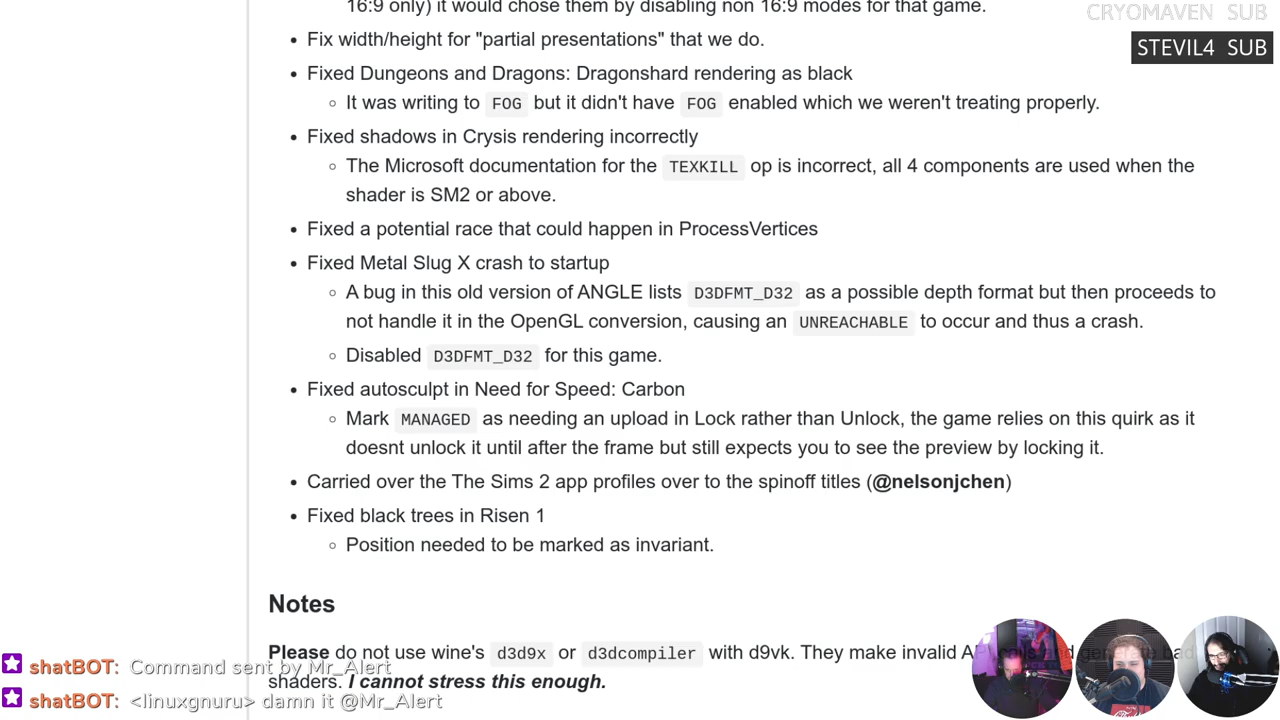 16:9 only) it would chose them by disabling non 16:9 modes for that game.
CRYOMAVEN SUB
STEVIL4 SUB
• Fix width/height for "partial presentations" that we do.
• Fixed Dungeons and Dragons: Dragonshard rendering as black
◦ It was writing to FOG but it didn't have FOG enabled which we weren't treating properly.
• Fixed shadows in Crysis rendering incorrectly
◦ The Microsoft documentation for the TEXKILL op is incorrect, all 4 components are used when the
shader is SM2 or above.
• Fixed a potential race that could happen in ProcessVertices
• Fixed Metal Slug X crash to startup
◦ A bug in this old version of ANGLE lists D3DFMT_D32 as a possible depth format but then proceeds to
not handle it in the OpenGL conversion, causing an UNREACHABLE to occur and thus a crash.
◦ Disabled D3DFMT_D32 for this game.
• Fixed autosculpt in Need for Speed: Carbon
◦ Mark MANAGED as needing an upload in Lock rather than Unlock, the game relies on this quirk as it
doesnt unlock it until after the frame but still expects you to see the preview by locking it.
• Carried over the The Sims 2 app profiles over to the spinoff titles (@nelsonjchen)
• Fixed black trees in Risen 1
◦ Position needed to be marked as invariant.
Notes
Please do not use wine's d3d9x or d3dcompiler with d9vk. They make invalid and generate bad
shaders. I cannot stress this enough.
shatBOT: Command sent by Mr_Alert
shatBOT: <linuxgnuru> damn it @Mr_Alert